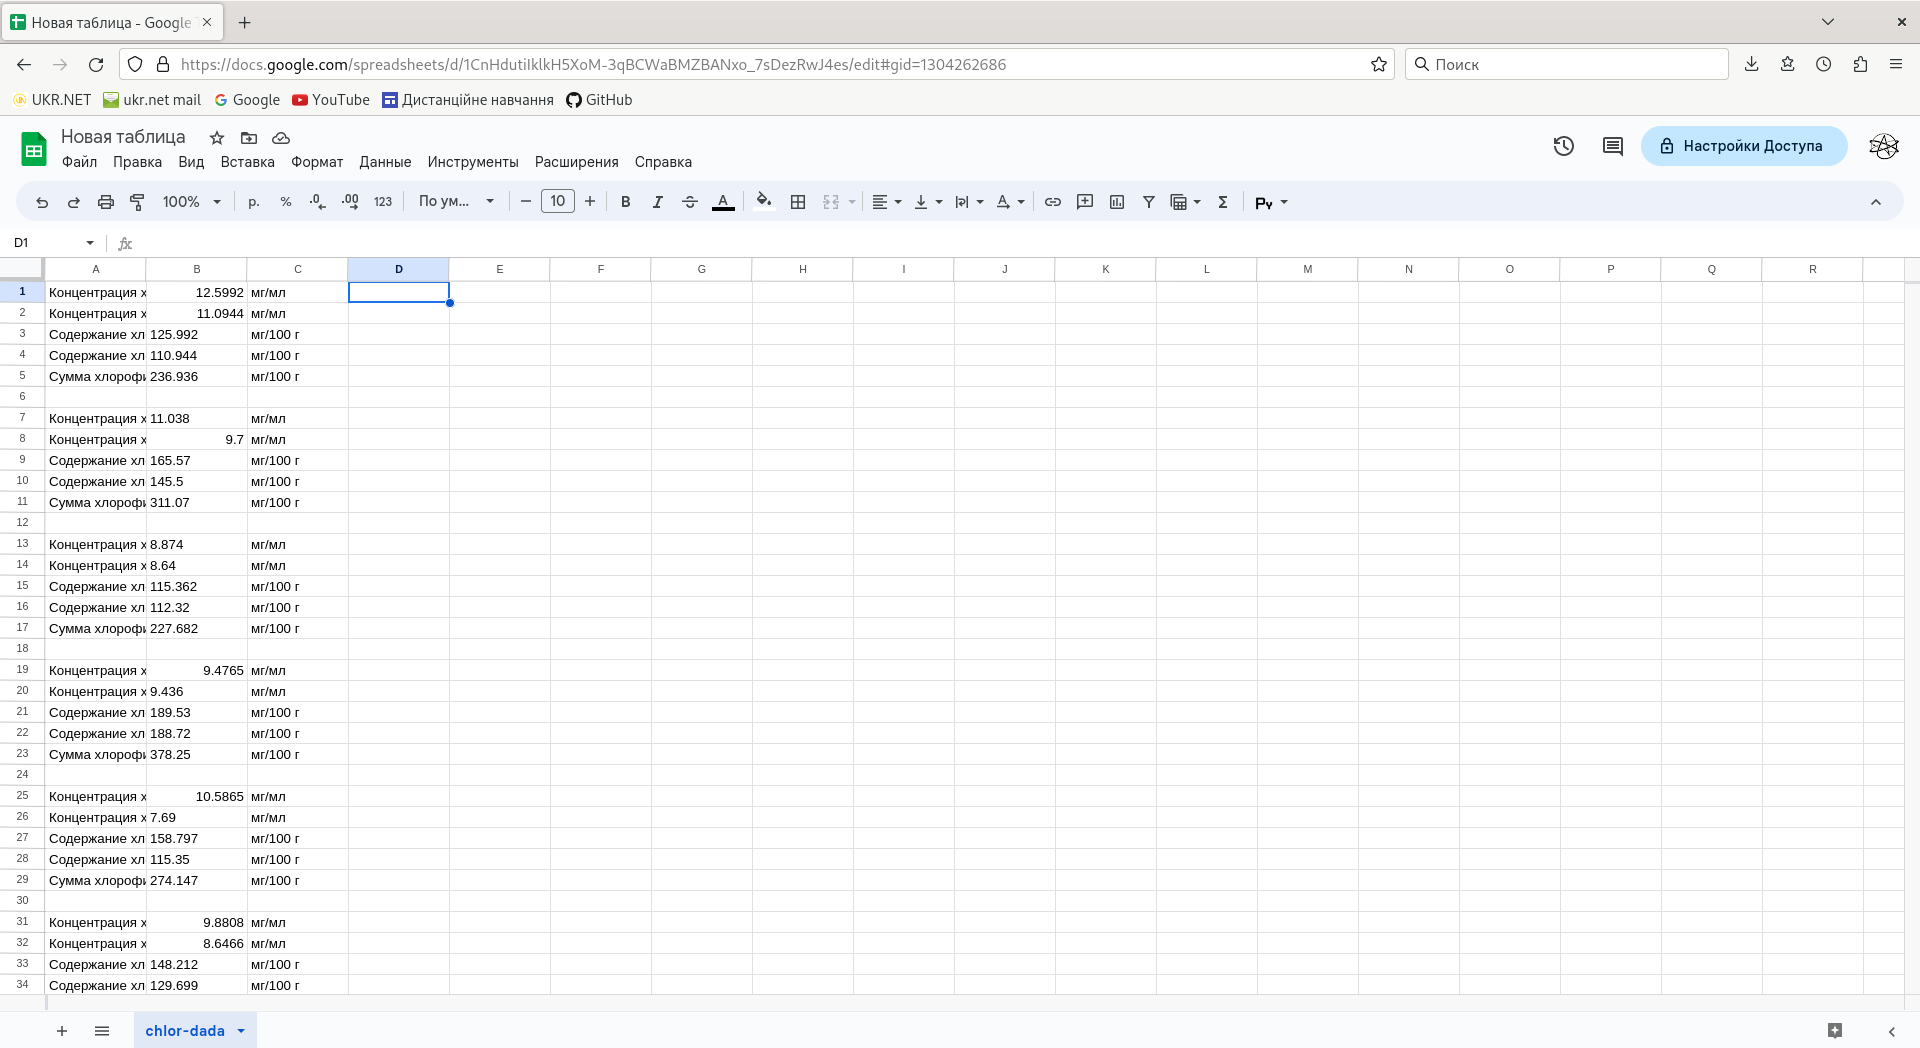 Новая таблица - Google T
https://docs.google.com/spreadsheets/d/1CnHdutiIklkH5XoM-3qBCWaBMZBANxo_7sDezRwJ4es/edit#gid=1304262686
Поиск
UKR.NET ukr.net mail Google YouTube Дистанційне навчання GitHub
Новая таблица
Файл Правка Вид Вставка Формат Данные Инструменты Расширения Справка
Настройки Доступа
100% р. % .0 .00 123 По ум... 10 B I A Σ Py
D1 fx
A B C D E F G H I J K L M N O P Q R
1 Концентрация х 12.5992 мг/мл
2 Концентрация х 11.0944 мг/мл
3 Содержание хл 125.992 мг/100 г
4 Содержание хл 110.944 мг/100 г
5 Сумма хлорофи 236.936 мг/100 г
6
7 Концентрация х 11.038 мг/мл
8 Концентрация х 9.7 мг/мл
9 Содержание хл 165.57 мг/100 г
10 Содержание хл 145.5 мг/100 г
11 Сумма хлорофи 311.07 мг/100 г
12
13 Концентрация х 8.874 мг/мл
14 Концентрация х 8.64 мг/мл
15 Содержание хл 115.362 мг/100 г
16 Содержание хл 112.32 мг/100 г
17 Сумма хлорофи 227.682 мг/100 г
18
19 Концентрация х 9.4765 мг/мл
20 Концентрация х 9.436 мг/мл
21 Содержание хл 189.53 мг/100 г
22 Содержание хл 188.72 мг/100 г
23 Сумма хлорофи 378.25 мг/100 г
24
25 Концентрация х 10.5865 мг/мл
26 Концентрация х 7.69 мг/мл
27 Содержание хл 158.797 мг/100 г
28 Содержание хл 115.35 мг/100 г
29 Сумма хлорофи 274.147 мг/100 г
30
31 Концентрация х 9.8808 мг/мл
32 Концентрация х 8.6466 мг/мл
33 Содержание хл 148.212 мг/100 г
34 Содержание хл 129.699 мг/100 г
chlor-dada